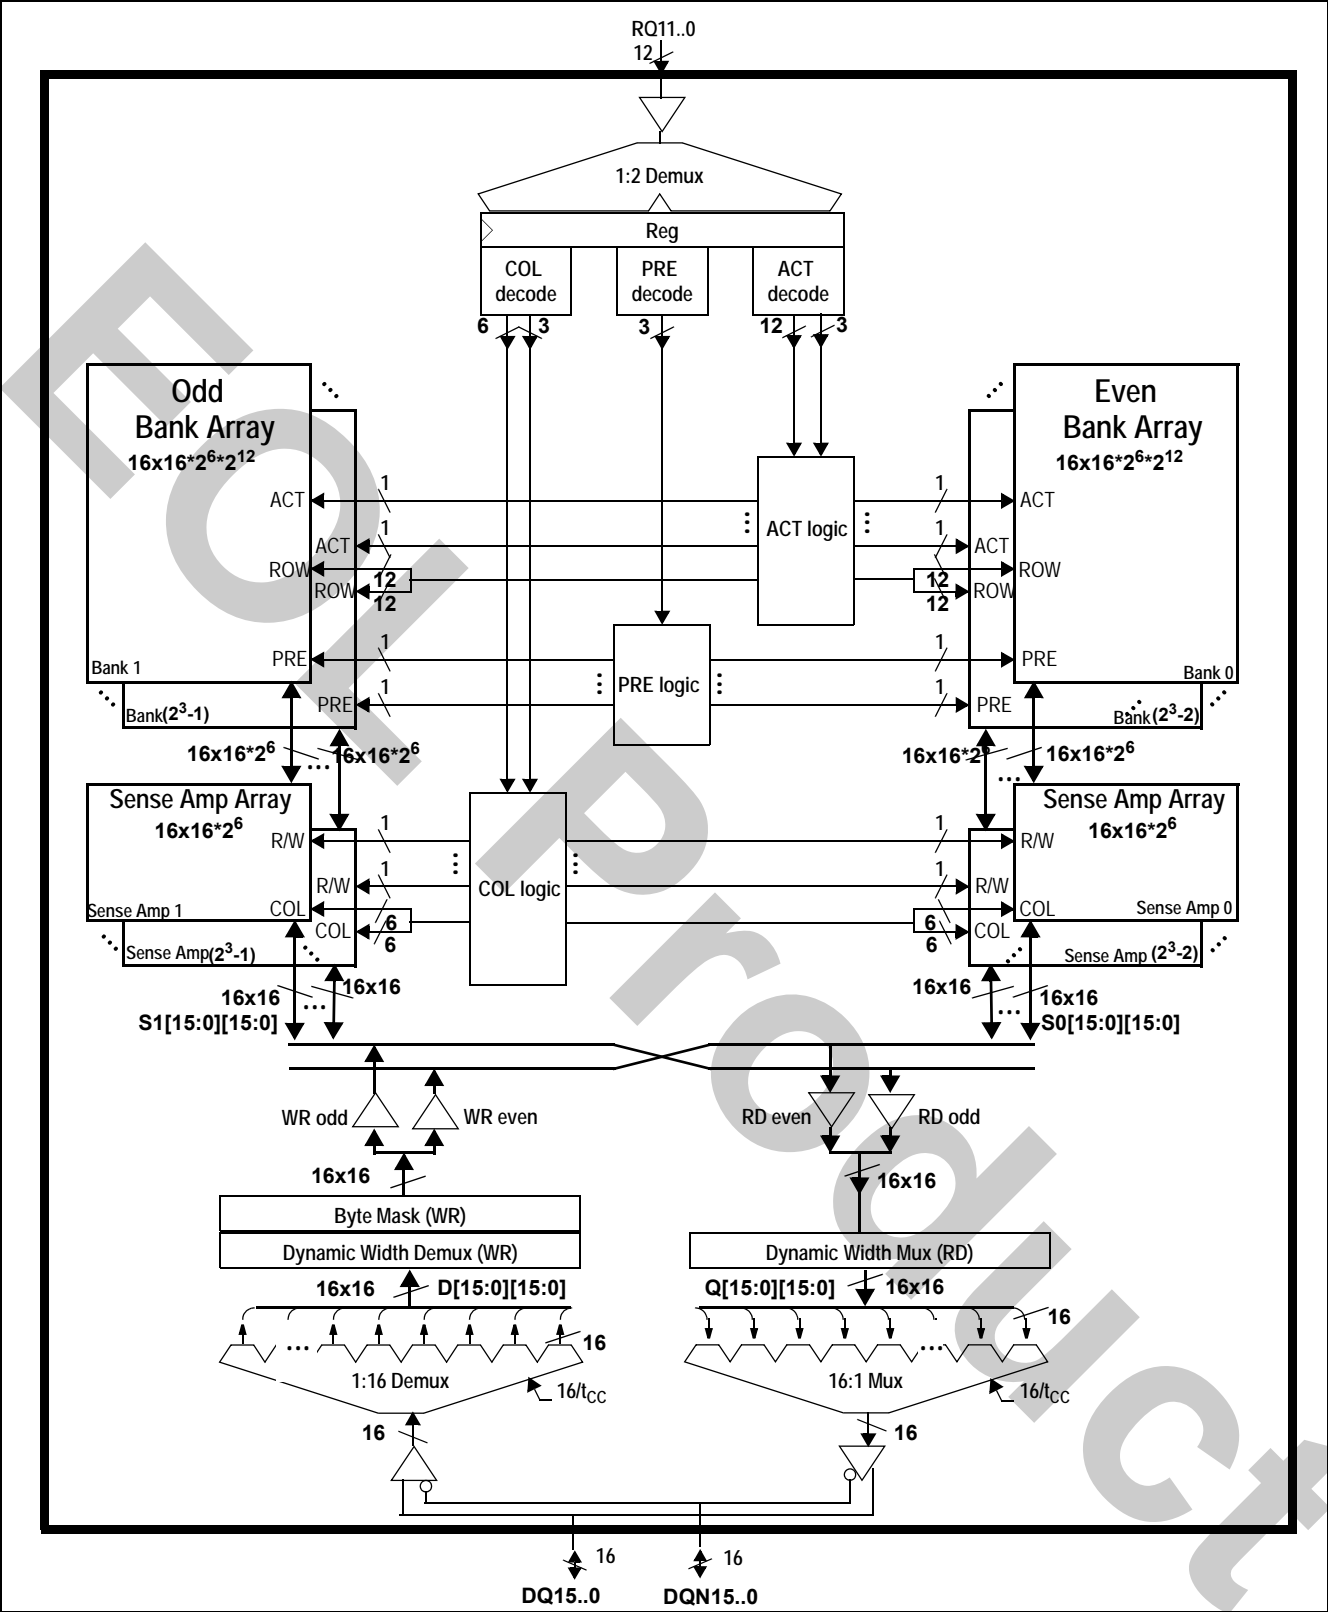 RQ11..0
12
1:2 Demux
Reg
COL decode
PRE decode
ACT decode
6 3
3
12 3
Odd
Bank Array
16x16*2^6*2^12
Even
Bank Array
16x16*2^6*2^12
ACT
1
ACT logic
1
ACT
ACT
1
1
ACT
ROW
12
12
ROW
ROW
12
12
ROW
Bank 1
PRE
1
PRE logic
1
PRE
Bank 0
Bank(2^3-1)
PRE
1
1
PRE
Bank (2^3-2)
16x16*2^6
16x16*2^6
16x16*2^6
16x16*2^6
Sense Amp Array
16x16*2^6
Sense Amp Array
16x16*2^6
R/W
1
1
R/W
R/W
1
COL logic
1
R/W
Sense Amp 1
COL
6
6
COL
Sense Amp 0
COL
6
6
COL
Sense Amp(2^3-1)
Sense Amp (2^3-2)
16x16
16x16
16x16
16x16
S1[15:0][15:0]
S0[15:0][15:0]
WR odd
WR even
RD even
RD odd
16x16
16x16
Byte Mask (WR)
Dynamic Width Demux (WR)
Dynamic Width Mux (RD)
16x16
D[15:0][15:0]
Q[15:0][15:0]
16x16
16
16
1:16 Demux
16/tCC
16:1 Mux
16/tCC
16
16
16
16
DQ15..0
DQN15..0
EOL Product